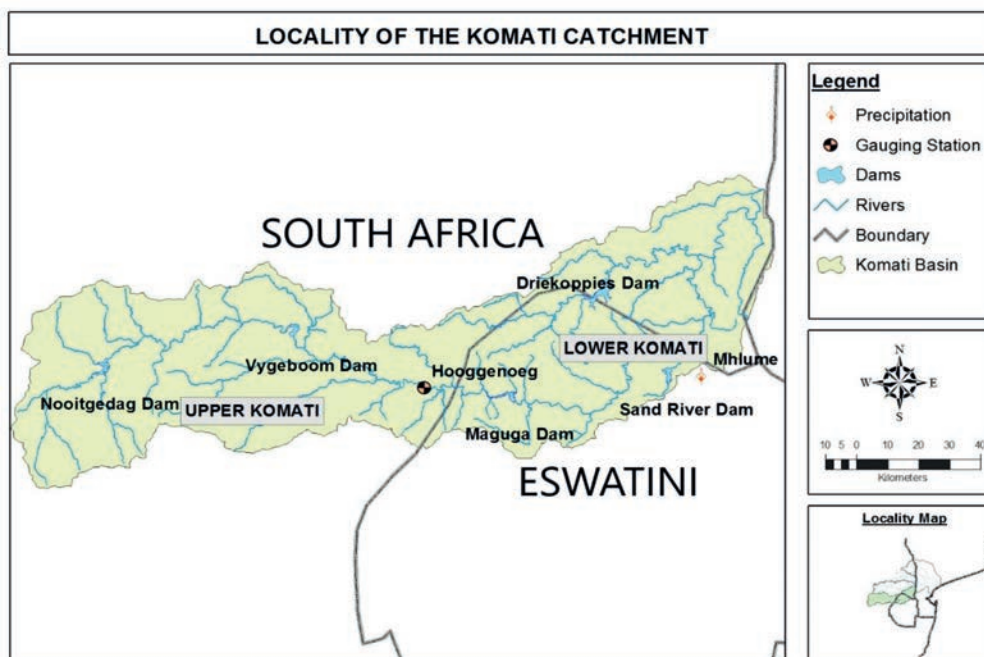 LOCALITY OF THE KOMATI CATCHMENT
SOUTH AFRICA
Driekoppies Dam
LOWER KOMATI
Mhlume
Vygeboom Dam
Hooggenoeg
Nooitgedag Dam
UPPER KOMATI
Sand River Dam
Maguga Dam
ESWATINI
Legend
Precipitation
Gauging Station
Dams
Rivers
Boundary
Komati Basin
N
W E
S
10 5 0 10 20 30 40
Kilometers
Locality Map